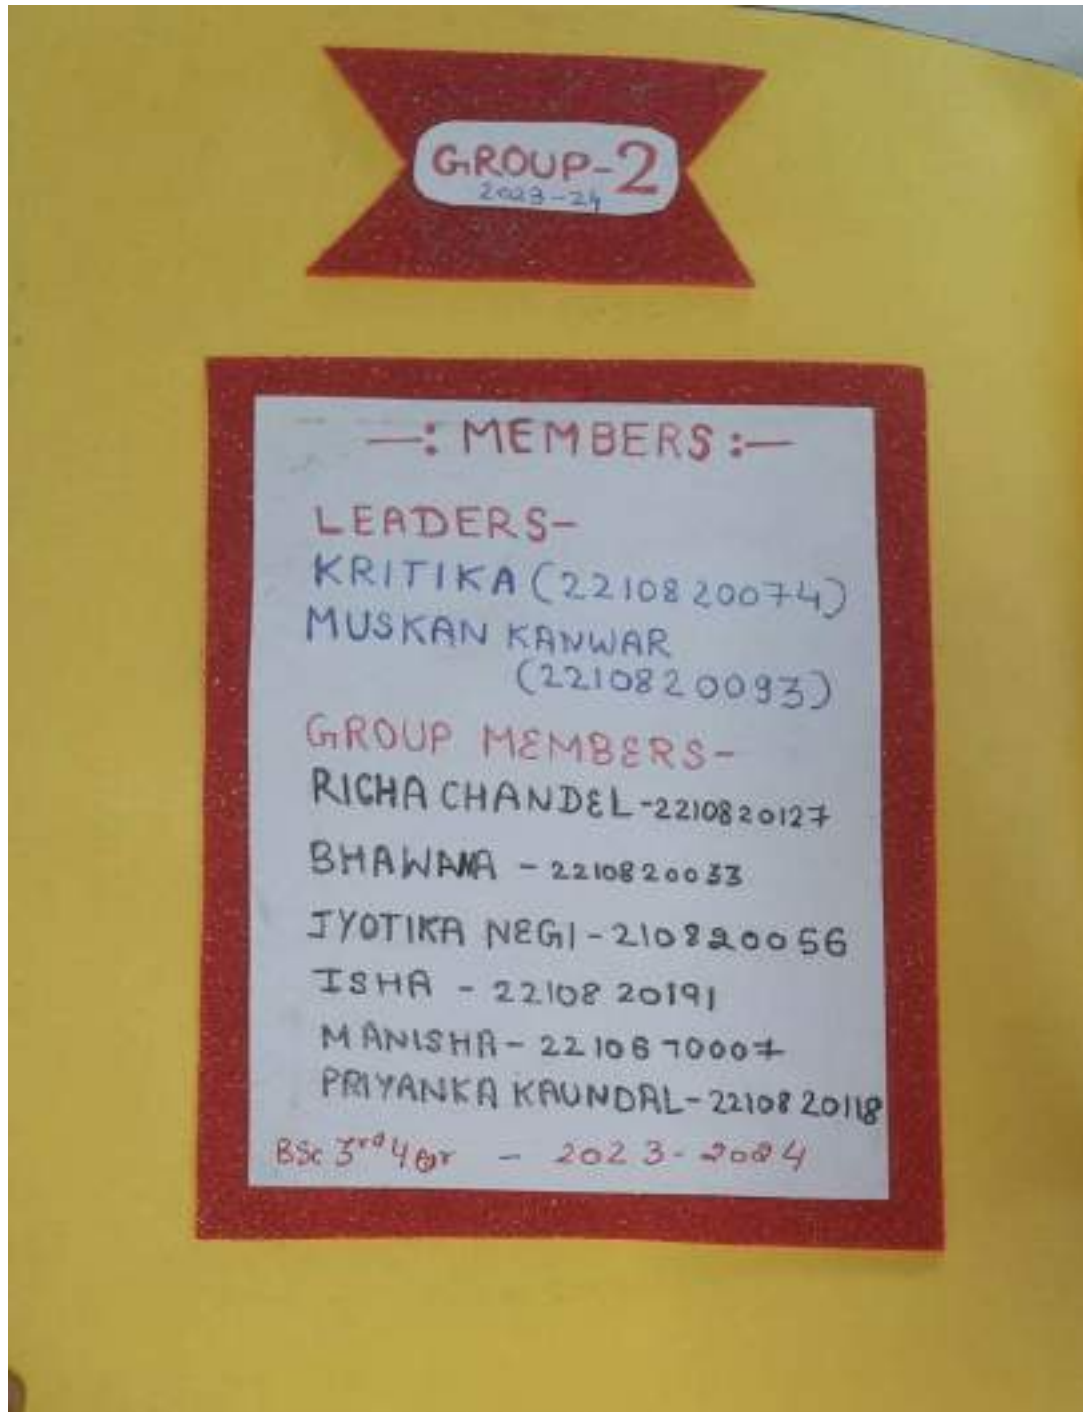 GROUP-2
2023-24
—: MEMBERS :—
LEADERS-
KRITIKA (2210820074)
MUSKAN KANWAR
(2210820093)
GROUP MEMBERS-
RICHA CHANDEL-2210820127
BHAWANA - 2210820033
JYOTIKA NEGI - 210820056
ISHA - 2210820191
MANISHA - 2210670007
PRIYANKA KAUNDAL-2210820118
BSc 3rd Year - 2023-2024